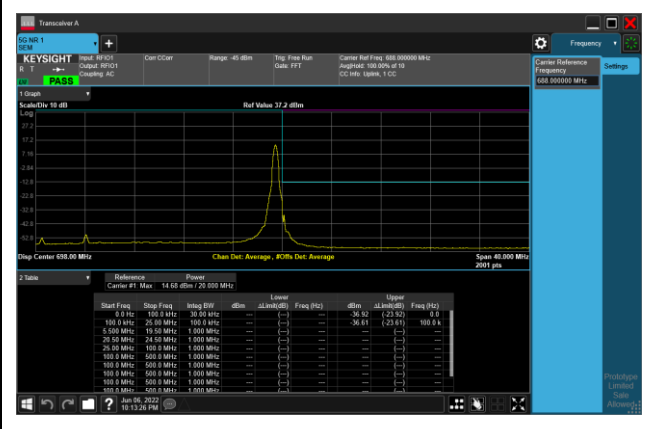 Transceiver A
5G NR 1
SEM
Frequency
KEYSIGHT
R T
PASS
Input: RFIO1
Output: RFIO1
Coupling: AC
Corr CCorr
Range: -45 dBm
Trig: Free Run
Gate: FFT
Carrier Ref Freq: 688.000000 MHz
Avg|Hold: 100.00% of 10
CC Info: Uplink, 1 CC
Carrier Reference
Frequency
688.000000 MHz
Settings
1 Graph
Scale/Div 10 dB
Ref Value 37.2 dBm
Log
27.2
17.2
7.16
-2.84
-12.8
-22.8
-32.8
-42.8
-52.8
Disp Center 698.00 MHz
Chan Det: Average, #Offs Det: Average
Span 40.000 MHz
2001 pts
2 Table
Reference Power
Carrier #1 Max 14.68 dBm / 20.000 MHz
Lower Upper
Start Freq Stop Freq Integ BW dBm ΔLimit(dB) Freq (Hz) dBm ΔLimit(dB) Freq (Hz)
0.0 Hz 100.0 kHz 30.00 kHz --- (---) --- -36.92 (-23.92) 0.0
100.0 kHz 25.00 MHz 100.0 kHz --- (---) --- -36.61 (-23.61) 100.0 k
5.500 MHz 19.50 MHz 1.000 MHz --- (---) --- --- (---) ---
20.50 MHz 24.50 MHz 1.000 MHz --- (---) --- --- (---) ---
25.00 MHz 100.0 MHz 1.000 MHz --- (---) --- --- (---) ---
100.0 MHz 500.0 MHz 1.000 MHz --- (---) --- --- (---) ---
100.0 MHz 500.0 MHz 1.000 MHz --- (---) --- --- (---) ---
100.0 MHz 500.0 MHz 1.000 MHz --- (---) --- --- (---) ---
100.0 MHz 500.0 MHz 1.000 MHz --- (---) --- --- (---) ---
100.0 MHz 500.0 MHz 1.000 MHz --- (---) --- --- (---) ---
Prototype
Limited
Sale
Allowed
Jun 06, 2022
10:13:26 PM